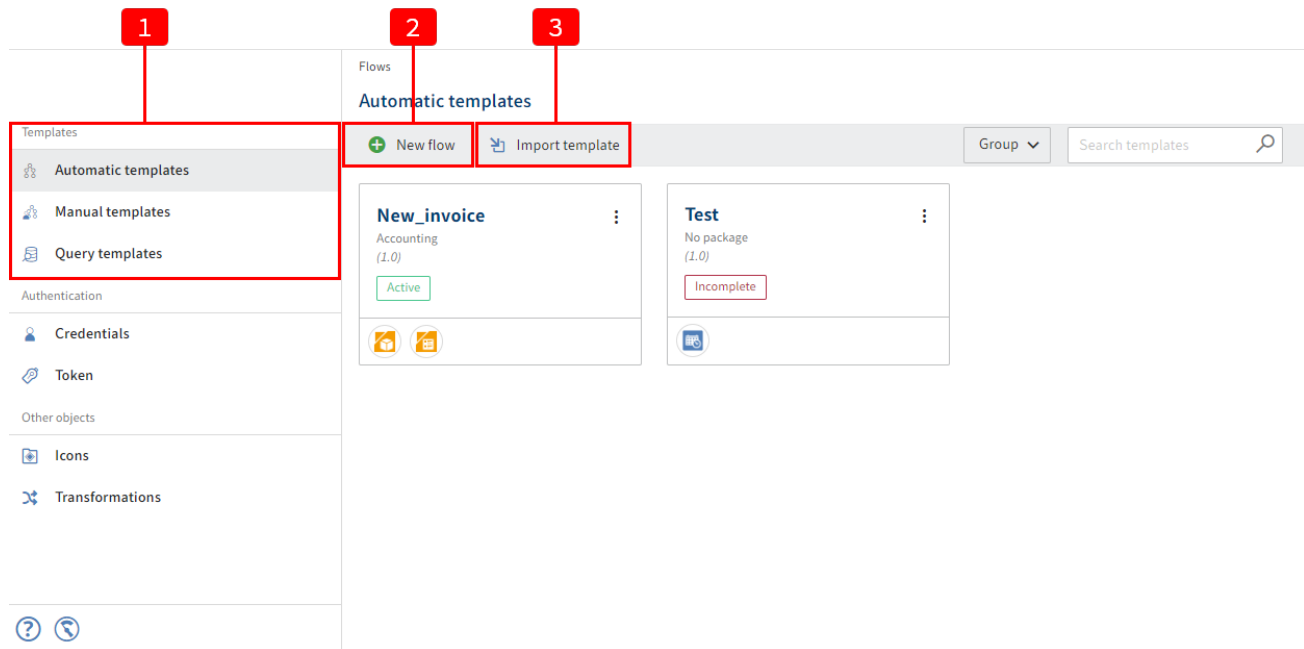 1
2
3
Flows
Automatic templates
Templates
Automatic templates
Manual templates
Query templates
Authentication
Credentials
Token
Other objects
Icons
Transformations
New flow
Import template
Group
Search templates
New_invoice
Accounting
(1.0)
Active
Test
No package
(1.0)
Incomplete
?